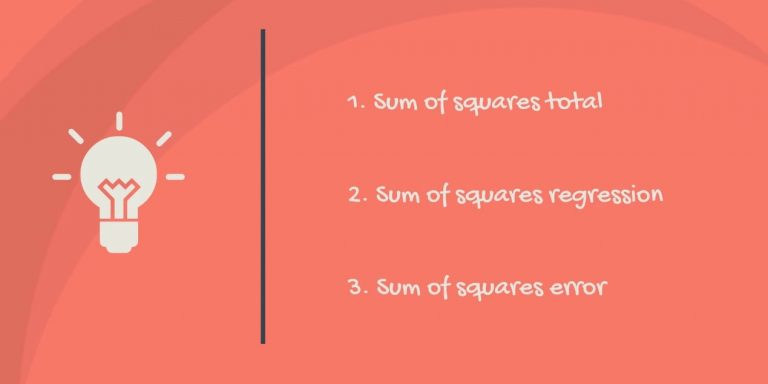 1. Sum of squares total
2. Sum of squares regression
3. Sum of squares error